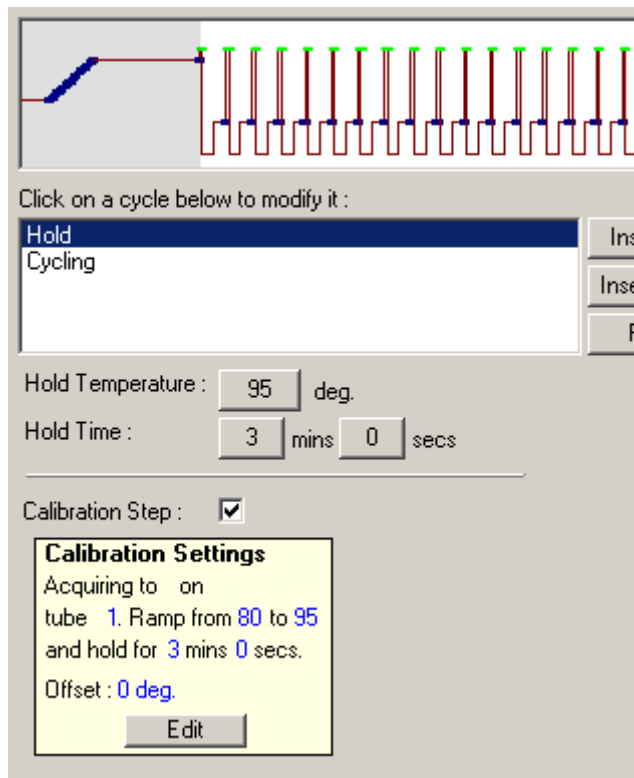 Click on a cycle below to modify it :
Hold
Cycling
Hold Temperature : 95 deg.
Hold Time : 3 mins 0 secs
Calibration Step :
Calibration Settings
Acquiring to on
tube 1. Ramp from 80 to 95
and hold for 3 mins 0 secs.
Offset : 0 deg.
Edit